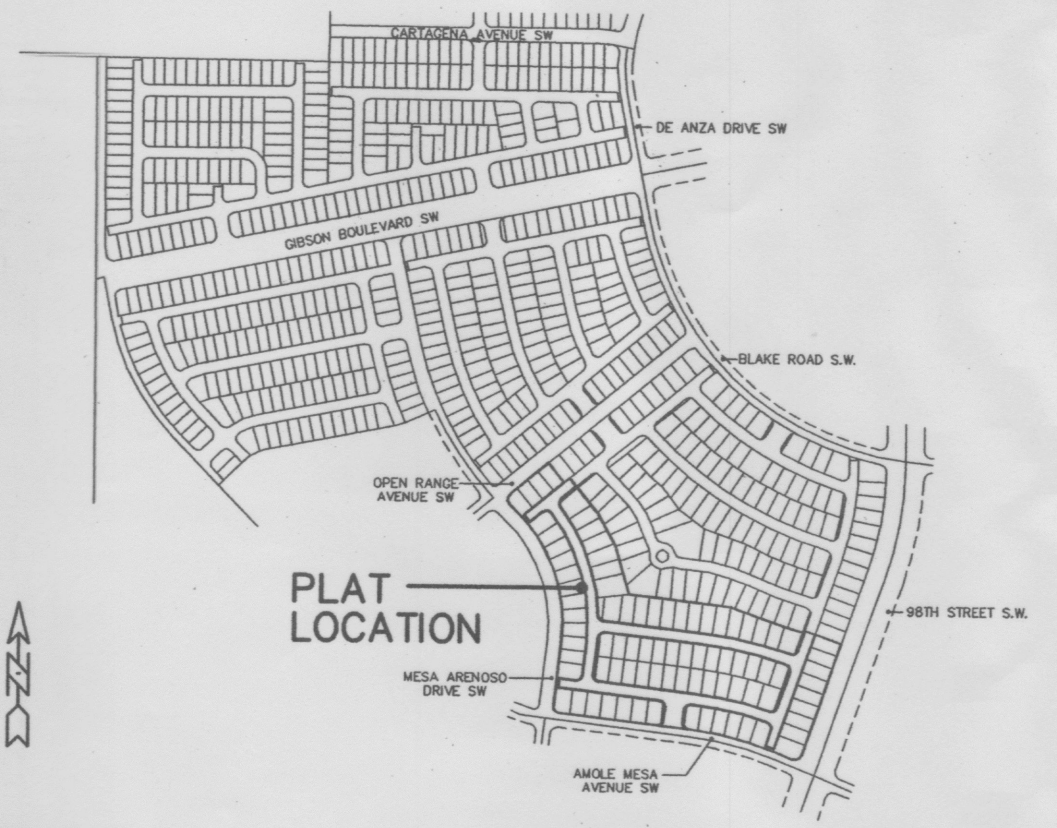 CARTAGENA AVENUE SW
DE ANZA DRIVE SW
GIBSON BOULEVARD SW
BLAKE ROAD S.W.
OPEN RANGE
AVENUE SW
PLAT
LOCATION
98TH STREET S.W.
N
MESA ARENOSO
DRIVE SW
AMOLE MESA
AVENUE SW